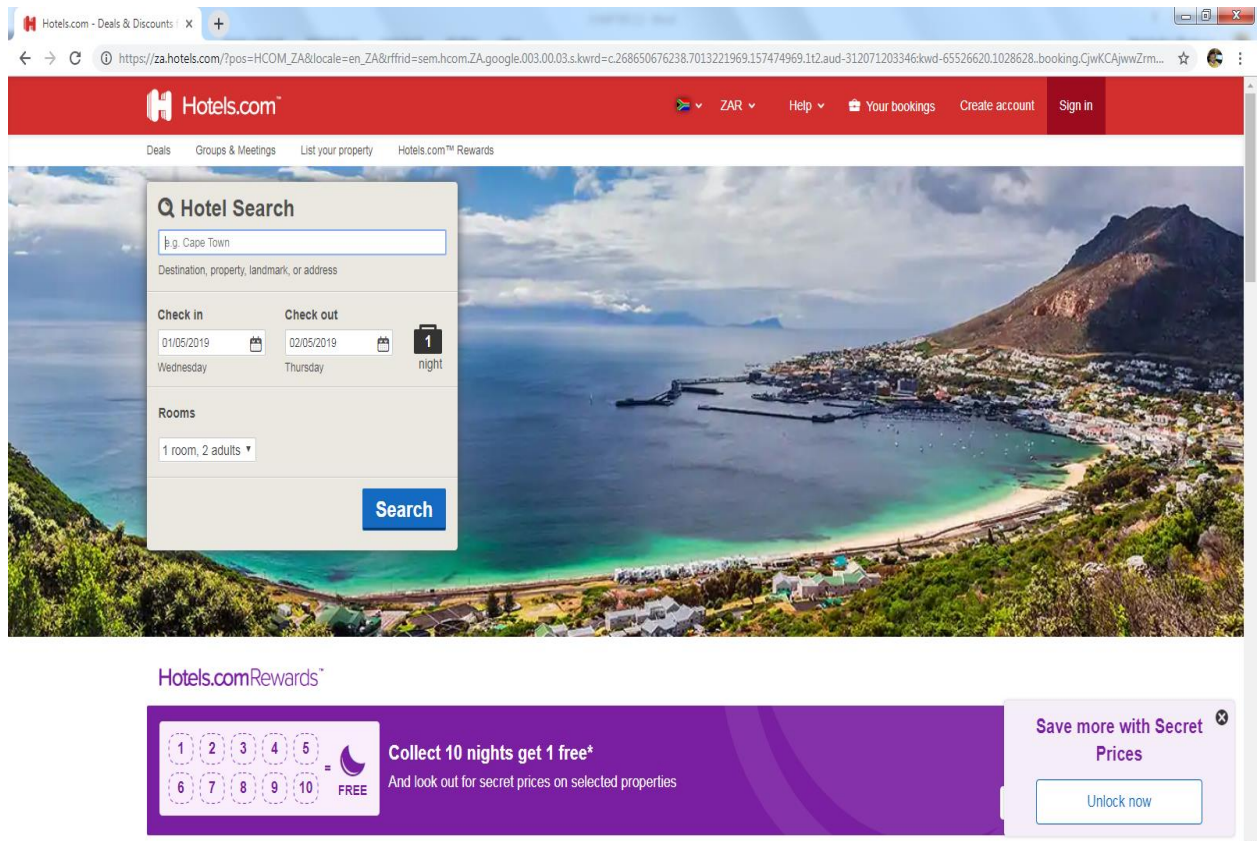 Hotels.com - Deals & Discounts
https://za.hotels.com/?pos=HCOM_ZA&locale=en_ZA&rffrid=sem.hcom.ZA.google.003.00.03.s.kwrd=c.268650676238.7013221969.157474969.1t2.aud-312071203346:kwd-65526620.1028628..booking.CjwKCAjwwZrm...
Hotels.com™
ZAR
Help
Your bookings
Create account
Sign in
Deals
Groups & Meetings
List your property
Hotels.com™ Rewards
Hotel Search
e.g. Cape Town
Destination, property, landmark, or address
Check in
Check out
01/05/2019
02/05/2019
1
Wednesday
Thursday
night
Rooms
1 room, 2 adults
Search
Hotels.comRewards™
1 2 3 4 5
6 7 8 9 10
=
FREE
Collect 10 nights get 1 free*
And look out for secret prices on selected properties
Save more with Secret
Prices
Unlock now